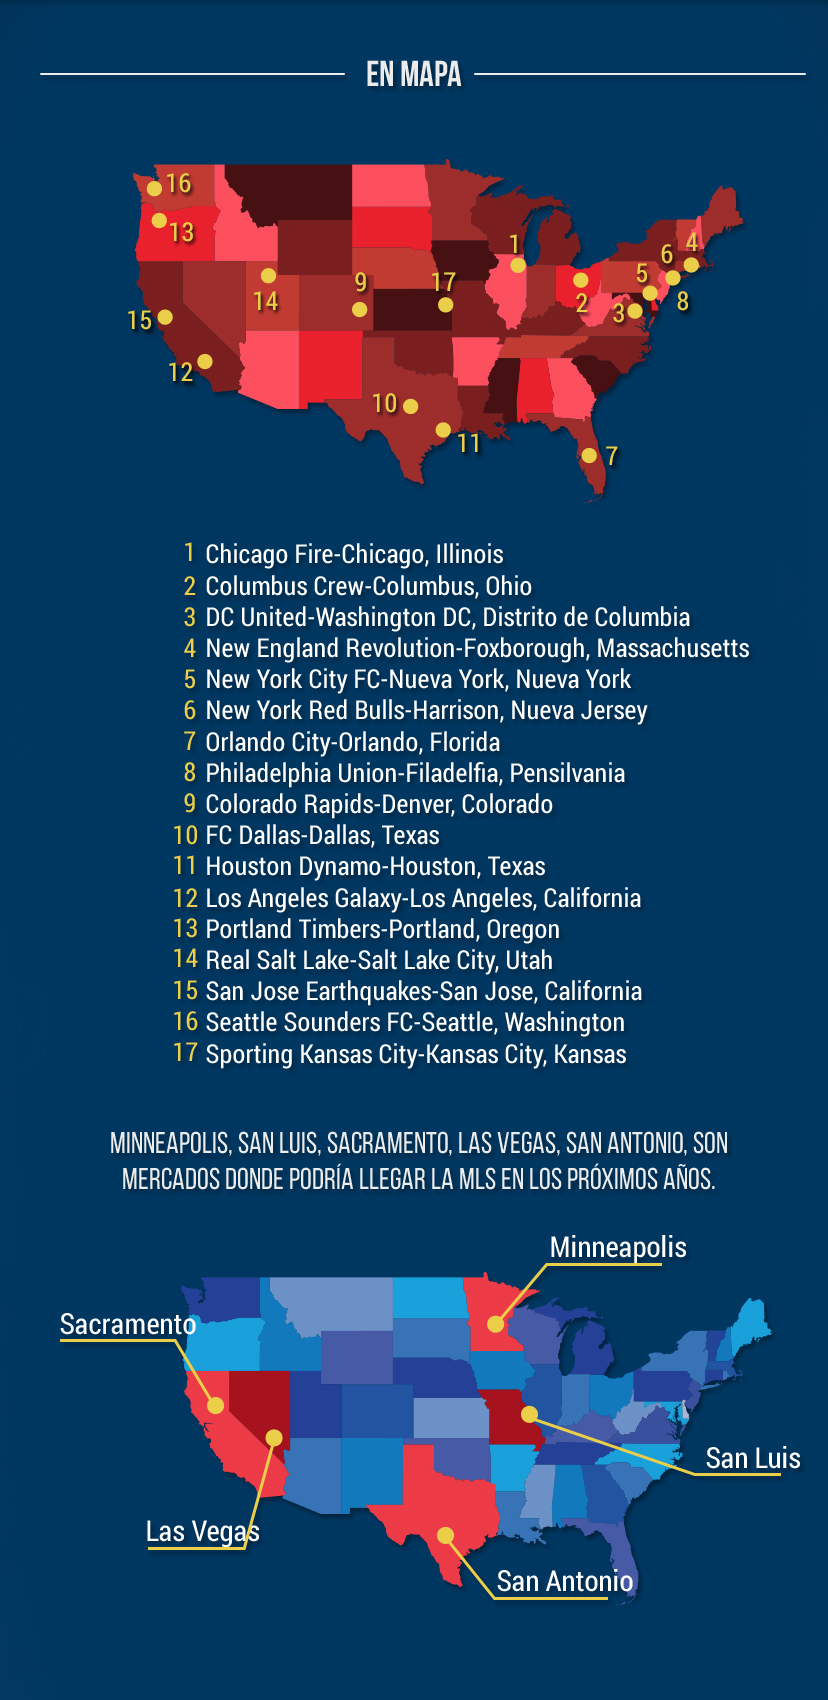 EN MAPA
16
13
14
15
12
9
17
10
11
1
2
3
5
6
4
8
7
1 Chicago Fire-Chicago, Illinois
2 Columbus Crew-Columbus, Ohio
3 DC United-Washington DC, Distrito de Columbia
4 New England Revolution-Foxborough, Massachusetts
5 New York City FC-Nueva York, Nueva York
6 New York Red Bulls-Harrison, Nueva Jersey
7 Orlando City-Orlando, Florida
8 Philadelphia Union-Filadelfia, Pensilvania
9 Colorado Rapids-Denver, Colorado
10 FC Dallas-Dallas, Texas
11 Houston Dynamo-Houston, Texas
12 Los Angeles Galaxy-Los Angeles, California
13 Portland Timbers-Portland, Oregon
14 Real Salt Lake-Salt Lake City, Utah
15 San Jose Earthquakes-San Jose, California
16 Seattle Sounders FC-Seattle, Washington
17 Sporting Kansas City-Kansas City, Kansas
MINNEAPOLIS, SAN LUIS, SACRAMENTO, LAS VEGAS, SAN ANTONIO, SON
MERCADOS DONDE PODRÍA LLEGAR LA MLS EN LOS PRÓXIMOS AÑOS.
Minneapolis
Sacramento
San Luis
Las Vegas
San Antonio